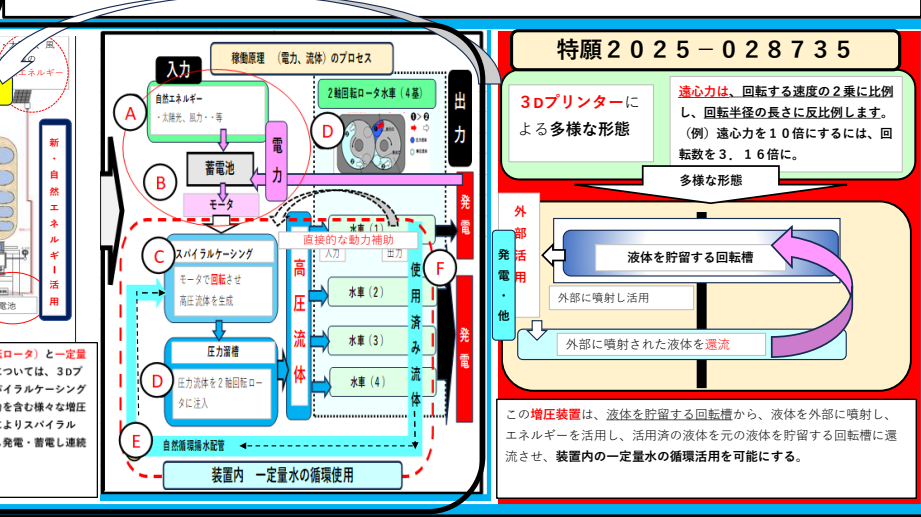 風
の
エネルギー
新・自然エネルギー活用
電池
ロータ）と一定量
ついては、３Dプ
パイラルケーシング
を含む様々な増圧
によりスパイラル
発電・蓄電し連続
稼働原理　（電力、流体）のプロセス
入力
出力
A
自然エネルギー
・太陽光、風力・・等
２軸回転ロータ水車（４基）
D
❶＞❷
B
蓄電池
電力
モータ
発電
C
スパイラルケーシング
モータで回転させ
高圧流体を生成
高圧流体
水車（１）
直接的な動力補助
入力
出力
F
水車（２）
水車（３）
水車（４）
使用済み流体
発電
圧力溜槽
D
圧力流体を２軸回転ロー
タに注入
E
自然循環揚水配管
装置内　一定量水の循環使用
特願２０２５－０２８７３５
３Dプリンターに
よる多様な形態
遠心力は、回転する速度の２乗に比例
し、回転半径の長さに反比例します。
（例）遠心力を１０倍にするには、回
転数を３．１６倍に。
多様な形態
外部活用
発電・他
液体を貯留する回転槽
外部に噴射し活用
外部に噴射された液体を還流
この増圧装置は、液体を貯留する回転槽から、液体を外部に噴射し、
エネルギーを活用し、活用済の液体を元の液体を貯留する回転槽に還
流させ、装置内の一定量水の循環活用を可能にする。